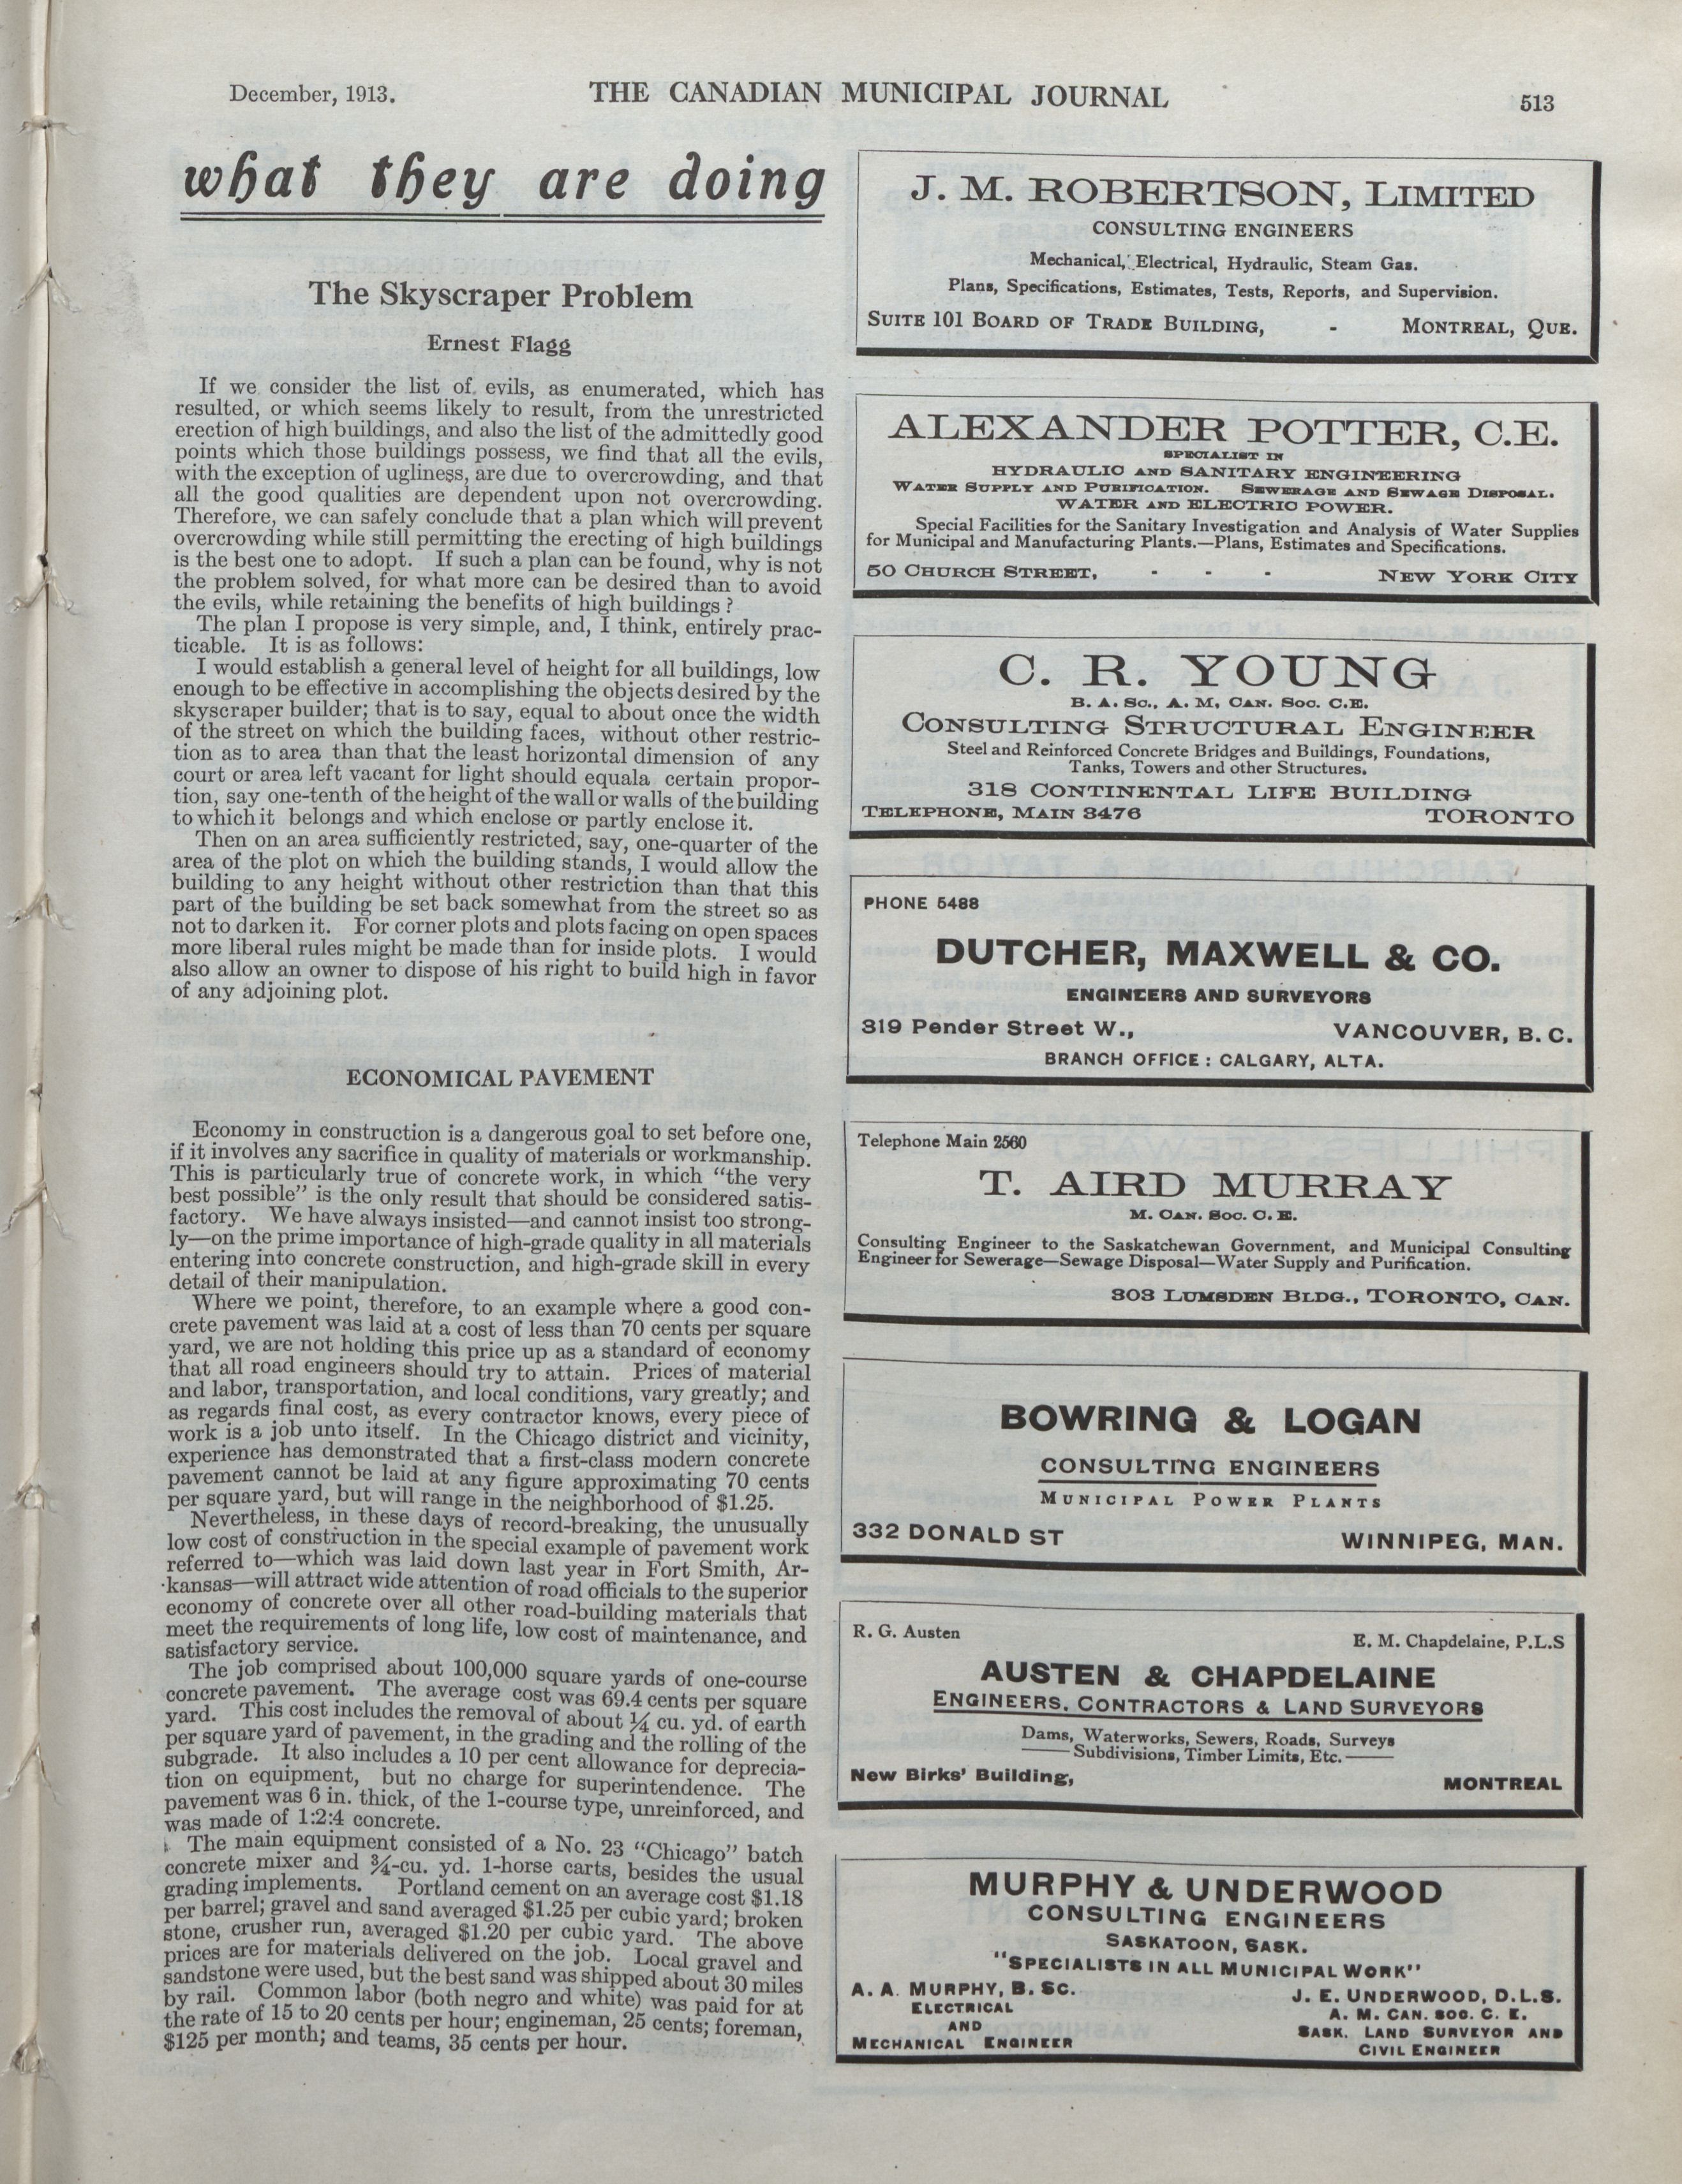 December, 1913.
THE CANADIAN MUNICIPAL JOURNAL
513
what they are doing
The Skyscraper Problem
Ernest Flagg
If we consider the list of evils, as enumerated, which has
resulted, or which seems likely to result, from the unrestricted
erection of high buildings, and also the list of the admittedly good
points which those buildings possess, we find that all the evils,
with the exception of ugliness, are due to overcrowding, and that
all the good qualities are dependent upon not overcrowding.
Therefore, we can safely conclude that a plan which will prevent
overcrowding while still permitting the erecting of high buildings
is the best one to adopt. If such a plan can be found, why is not
the problem solved, for what more can be desired than to avoid
the evils, while retaining the benefits of high buildings ?
The plan I propose is very simple, and, I think, entirely prac-
ticable. It is as follows:
I would establish a general level of height for all buildings, low
enough to be effective in accomplishing the objects desired by the
skyscraper builder; that is to say, equal to about once the width
of the street on which the building faces, without other restric-
tion as to area than that the least horizontal dimension of any
court or area left vacant for light should equala certain propor-
tion, say one-tenth of the height of the wall or walls of the building
to which it belongs and which enclose or partly enclose it.
Then on an area sufficiently restricted, say, one-quarter of the
area of the plot on which the building stands, I would allow the
building to any height without other restriction than that this
part of the building be set back somewhat from the street so as
not to darken it. For corner plots and plots facing on open spaces
more liberal rules might be made than for inside plots. I would
also allow an owner to dispose of his right to build high in favor
of any adjoining plot.
ECONOMICAL PAVEMENT
Economy in construction is a dangerous goal to set before one,
if it involves any sacrifice in quality of materials or workmanship.
This is particularly true of concrete work, in which "the very
best possible" is the only result that should be considered satis-
factory. We have always insisted—and cannot insist too strong-
ly—on the prime importance of high-grade quality in all materials
entering into concrete construction, and high-grade skill in every
detail of their manipulation.
Where we point, therefore, to an example where a good con-
crete pavement was laid at a cost of less than 70 cents per square
yard, we are not holding this price up as a standard of economy
that all road engineers should try to attain. Prices of material
and labor, transportation, and local conditions, vary greatly; and
as regards final cost, as every contractor knows, every piece of
work is a job unto itself. In the Chicago district and vicinity,
experience has demonstrated that a first-class modern concrete
pavement cannot be laid at any figure approximating 70 cents
per square yard, but will range in the neighborhood of $1.25.
Nevertheless, in these days of record-breaking, the unusually
low cost of construction in the special example of pavement work
referred to—which was laid down last year in Fort Smith, Ar-
kansas—will attract wide attention of road officials to the superior
economy of concrete over all other road-building materials that
meet the requirements of long life, low cost of maintenance, and
satisfactory service.
The job comprised about 100,000 square yards of one-course
concrete pavement. The average cost was 69.4 cents per square
yard. This cost includes the removal of about ¼ cu. yd. of earth
per square yard of pavement, in the grading and the rolling of the
subgrade. It also includes a 10 per cent allowance for deprecia-
tion on equipment, but no charge for superintendence. The
pavement was 6 in. thick, of the 1-course type, unreinforced, and
was made of 1:2:4 concrete.
The main equipment consisted of a No. 23 "Chicago" batch
concrete mixer and ¾-cu. yd. 1-horse carts, besides the usual
grading implements. Portland cement on an average cost $1.18
per barrel; gravel and sand averaged $1.25 per cubic yard; broken
stone, crusher run, averaged $1.20 per cubic yard. The above
prices are for materials delivered on the job. Local gravel and
sandstone were used, but the best sand was shipped about 30 miles
by rail. Common labor (both negro and white) was paid for at
the rate of 15 to 20 cents per hour; engineman, 25 cents; foreman,
$125 per month; and teams, 35 cents per hour.
J. M. ROBERTSON, LIMITED
CONSULTING ENGINEERS
Mechanical, Electrical, Hydraulic, Steam Gas.
Plans, Specifications, Estimates, Tests, Reports, and Supervision.
SUITE 101 BOARD OF TRADE BUILDING, - MONTREAL, QUE.
ALEXANDER POTTER, C.E.
SPECIALIST IN
HYDRAULIC AND SANITARY ENGINEERING
WATER SUPPLY AND PURIFICATION. SEWERAGE AND SEWAGE DISPOSAL.
WATER AND ELECTRIC POWER.
Special Facilities for the Sanitary Investigation and Analysis of Water Supplies
for Municipal and Manufacturing Plants.—Plans, Estimates and Specifications.
50 CHURCH STREET, - - - NEW YORK CITY
C. R. YOUNG
B. A. SC., A. M, CAN. SOC. C.E.
CONSULTING STRUCTURAL ENGINEER
Steel and Reinforced Concrete Bridges and Buildings, Foundations,
Tanks, Towers and other Structures.
318 CONTINENTAL LIFE BUILDING
TELEPHONE, MAIN 3476 TORONTO
PHONE 5488
DUTCHER, MAXWELL & CO.
ENGINEERS AND SURVEYORS
319 Pender Street W., VANCOUVER, B. C.
BRANCH OFFICE : CALGARY, ALTA.
Telephone Main 2560
T. AIRD MURRAY
M. CAN. SOC. C. E.
Consulting Engineer to the Saskatchewan Government, and Municipal Consulting
Engineer for Sewerage—Sewage Disposal—Water Supply and Purification.
303 LUMSDEN BLDG., TORONTO, CAN.
BOWRING & LOGAN
CONSULTING ENGINEERS
MUNICIPAL POWER PLANTS
332 DONALD ST WINNIPEG, MAN.
R. G. Austen E. M. Chapdelaine, P.L.S
AUSTEN & CHAPDELAINE
ENGINEERS, CONTRACTORS & LAND SURVEYORS
Dams, Waterworks, Sewers, Roads, Surveys
Subdivisions, Timber Limits, Etc.
New Birks' Building, MONTREAL
MURPHY & UNDERWOOD
CONSULTING ENGINEERS
SASKATOON, SASK.
"SPECIALISTS IN ALL MUNICIPAL WORK"
A. A. MURPHY, B. SC.
ELECTRICAL
AND
MECHANICAL ENGINEER
J. E. UNDERWOOD, D.L.S.
A. M. CAN. SOC. C. E.
SASK. LAND SURVEYOR AND
CIVIL ENGINEER